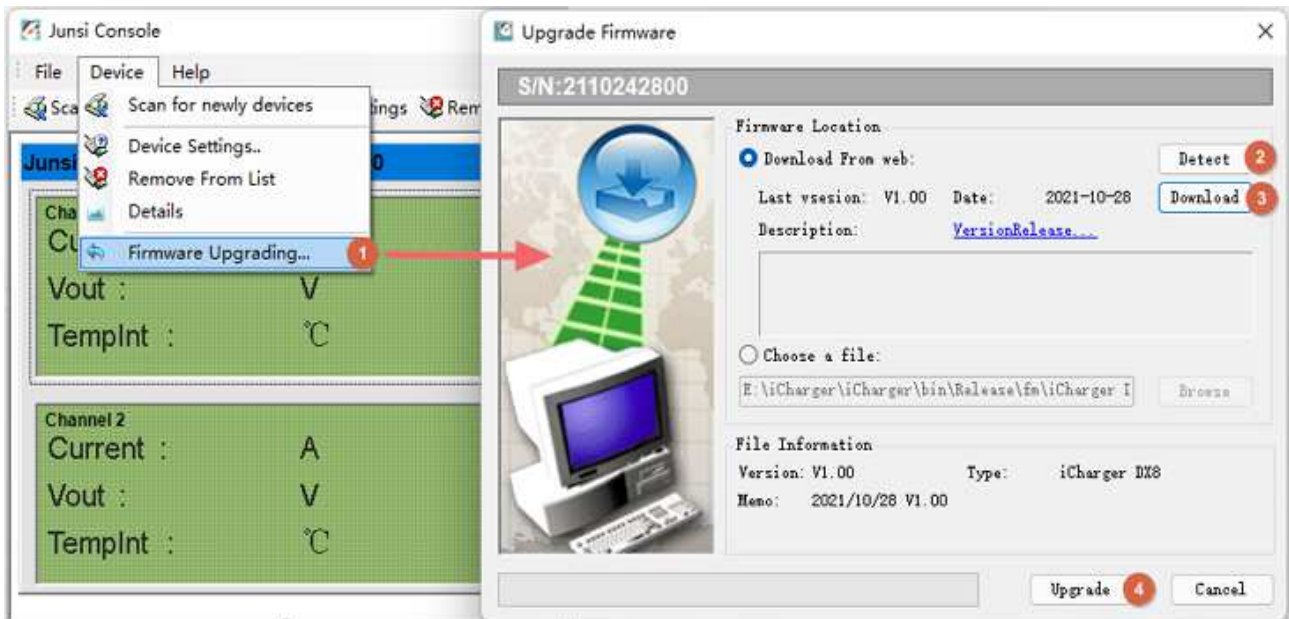 Junsi Console
File Device Help
Sca
ings Rem
Scan for newly devices
Device Settings..
Remove From List
Details
Firmware Upgrading... 1
Junsi
0
Cha
Cu
Vout : V
TempInt : ℃
Channel 2
Current : A
Vout : V
TempInt : ℃
Upgrade Firmware
S/N:2110242800
Firmware Location
Download From web:
Detect 2
Last vsesion: V1.00 Date: 2021-10-28
Download 3
Description: VersionRelease...
Choose a file:
E:\iCharger\iCharger\bin\Release\fm\iCharger I
Browse
File Information
Version: V1.00 Type: iCharger DX8
Memo: 2021/10/28 V1.00
Upgrade 4
Cancel